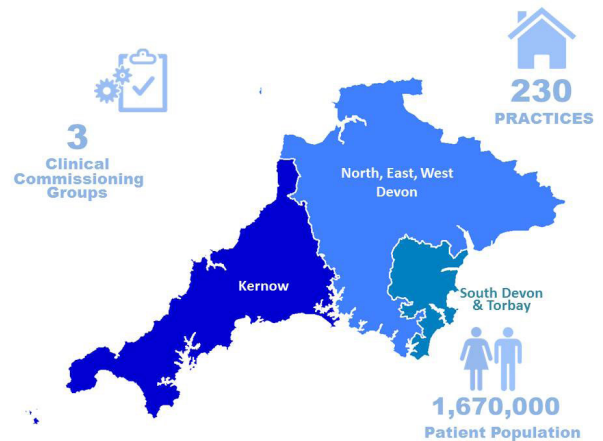 3
Clinical
Commissioning
Groups
230
PRACTICES
North, East, West
Devon
Kernow
South Devon
& Torbay
1,670,000
Patient Population